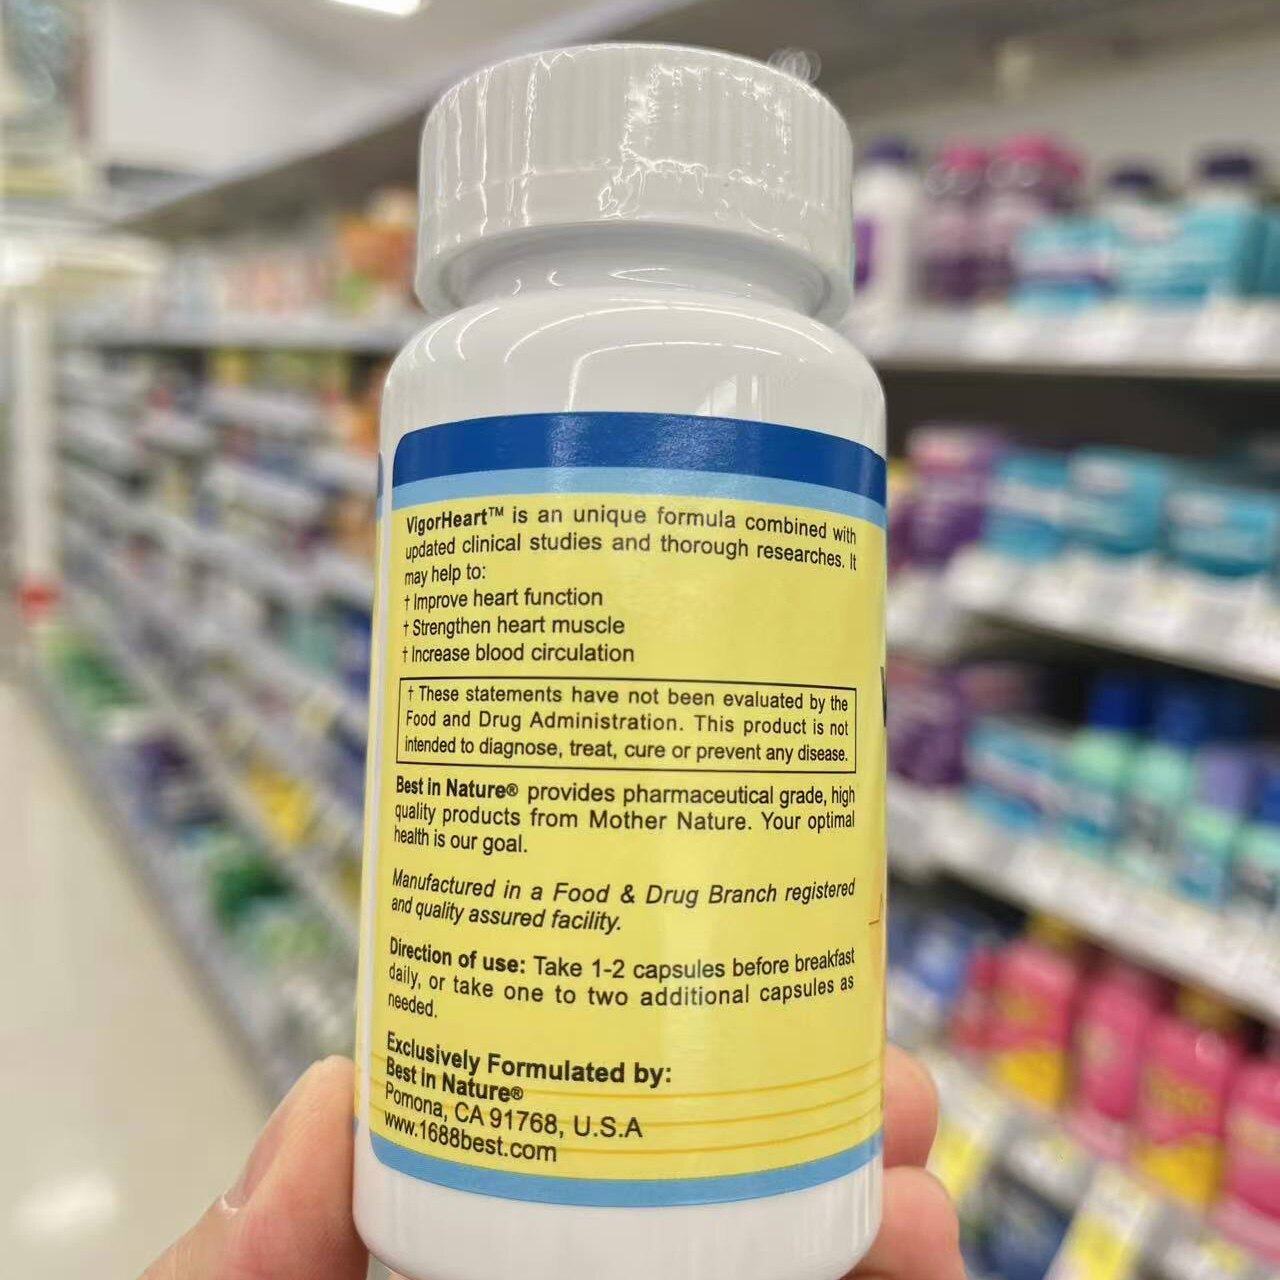 VigorHeart™ is an unique formula combined with
updated clinical studies and thorough researches. It
may help to:
† Improve heart function
† Strengthen heart muscle
† Increase blood circulation
† These statements have not been evaluated by the
Food and Drug Administration. This product is not
intended to diagnose, treat, cure or prevent any disease.
Best in Nature® provides pharmaceutical grade, high
quality products from Mother Nature. Your optimal
health is our goal.
Manufactured in a Food & Drug Branch registered
and quality assured facility.
Direction of use: Take 1-2 capsules before breakfast
daily, or take one to two additional capsules as
needed.
Exclusively Formulated by:
Best in Nature®
Pomona, CA 91768, U.S.A
www.1688best.com